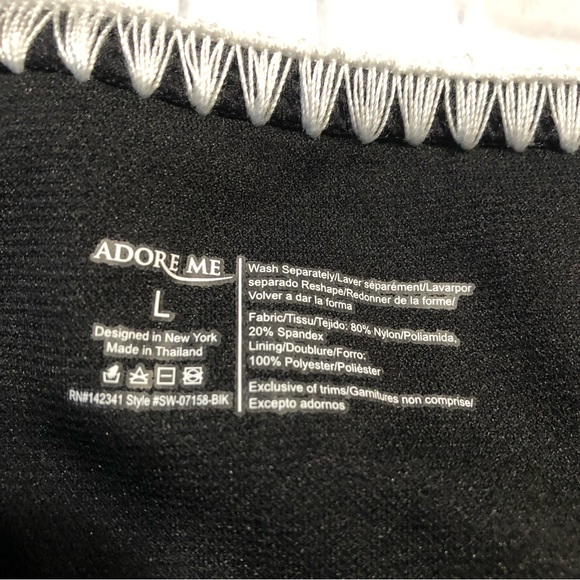 ADORE ME
L
Designed in New York
Made in Thailand
RN#142341 Style #SW-07158-BIK
Wash Separately/Laver séparément/Lavarpor
separado Reshape/Redonner de la forme/
Volver a dar la forma
Fabric/Tissu/Tejido: 80% Nylon/Poliamida,
20% Spandex
Lining/Doublure/Forro:
100% Polyester/Poliéster
Exclusive of trims/Garnitures non comprise/
Excepto adornos